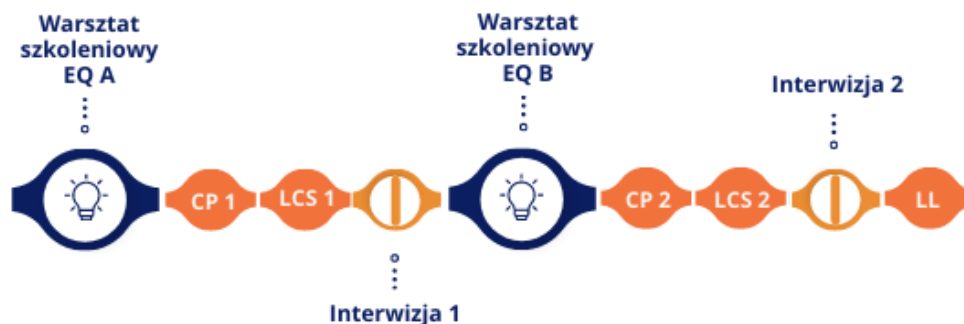 Warsztat
szkoleniowy
EQ A
Warsztat
szkoleniowy
EQ B
Interwizja 2
CP 1
LCS 1
CP 2
LCS 2
LL
Interwizja 1